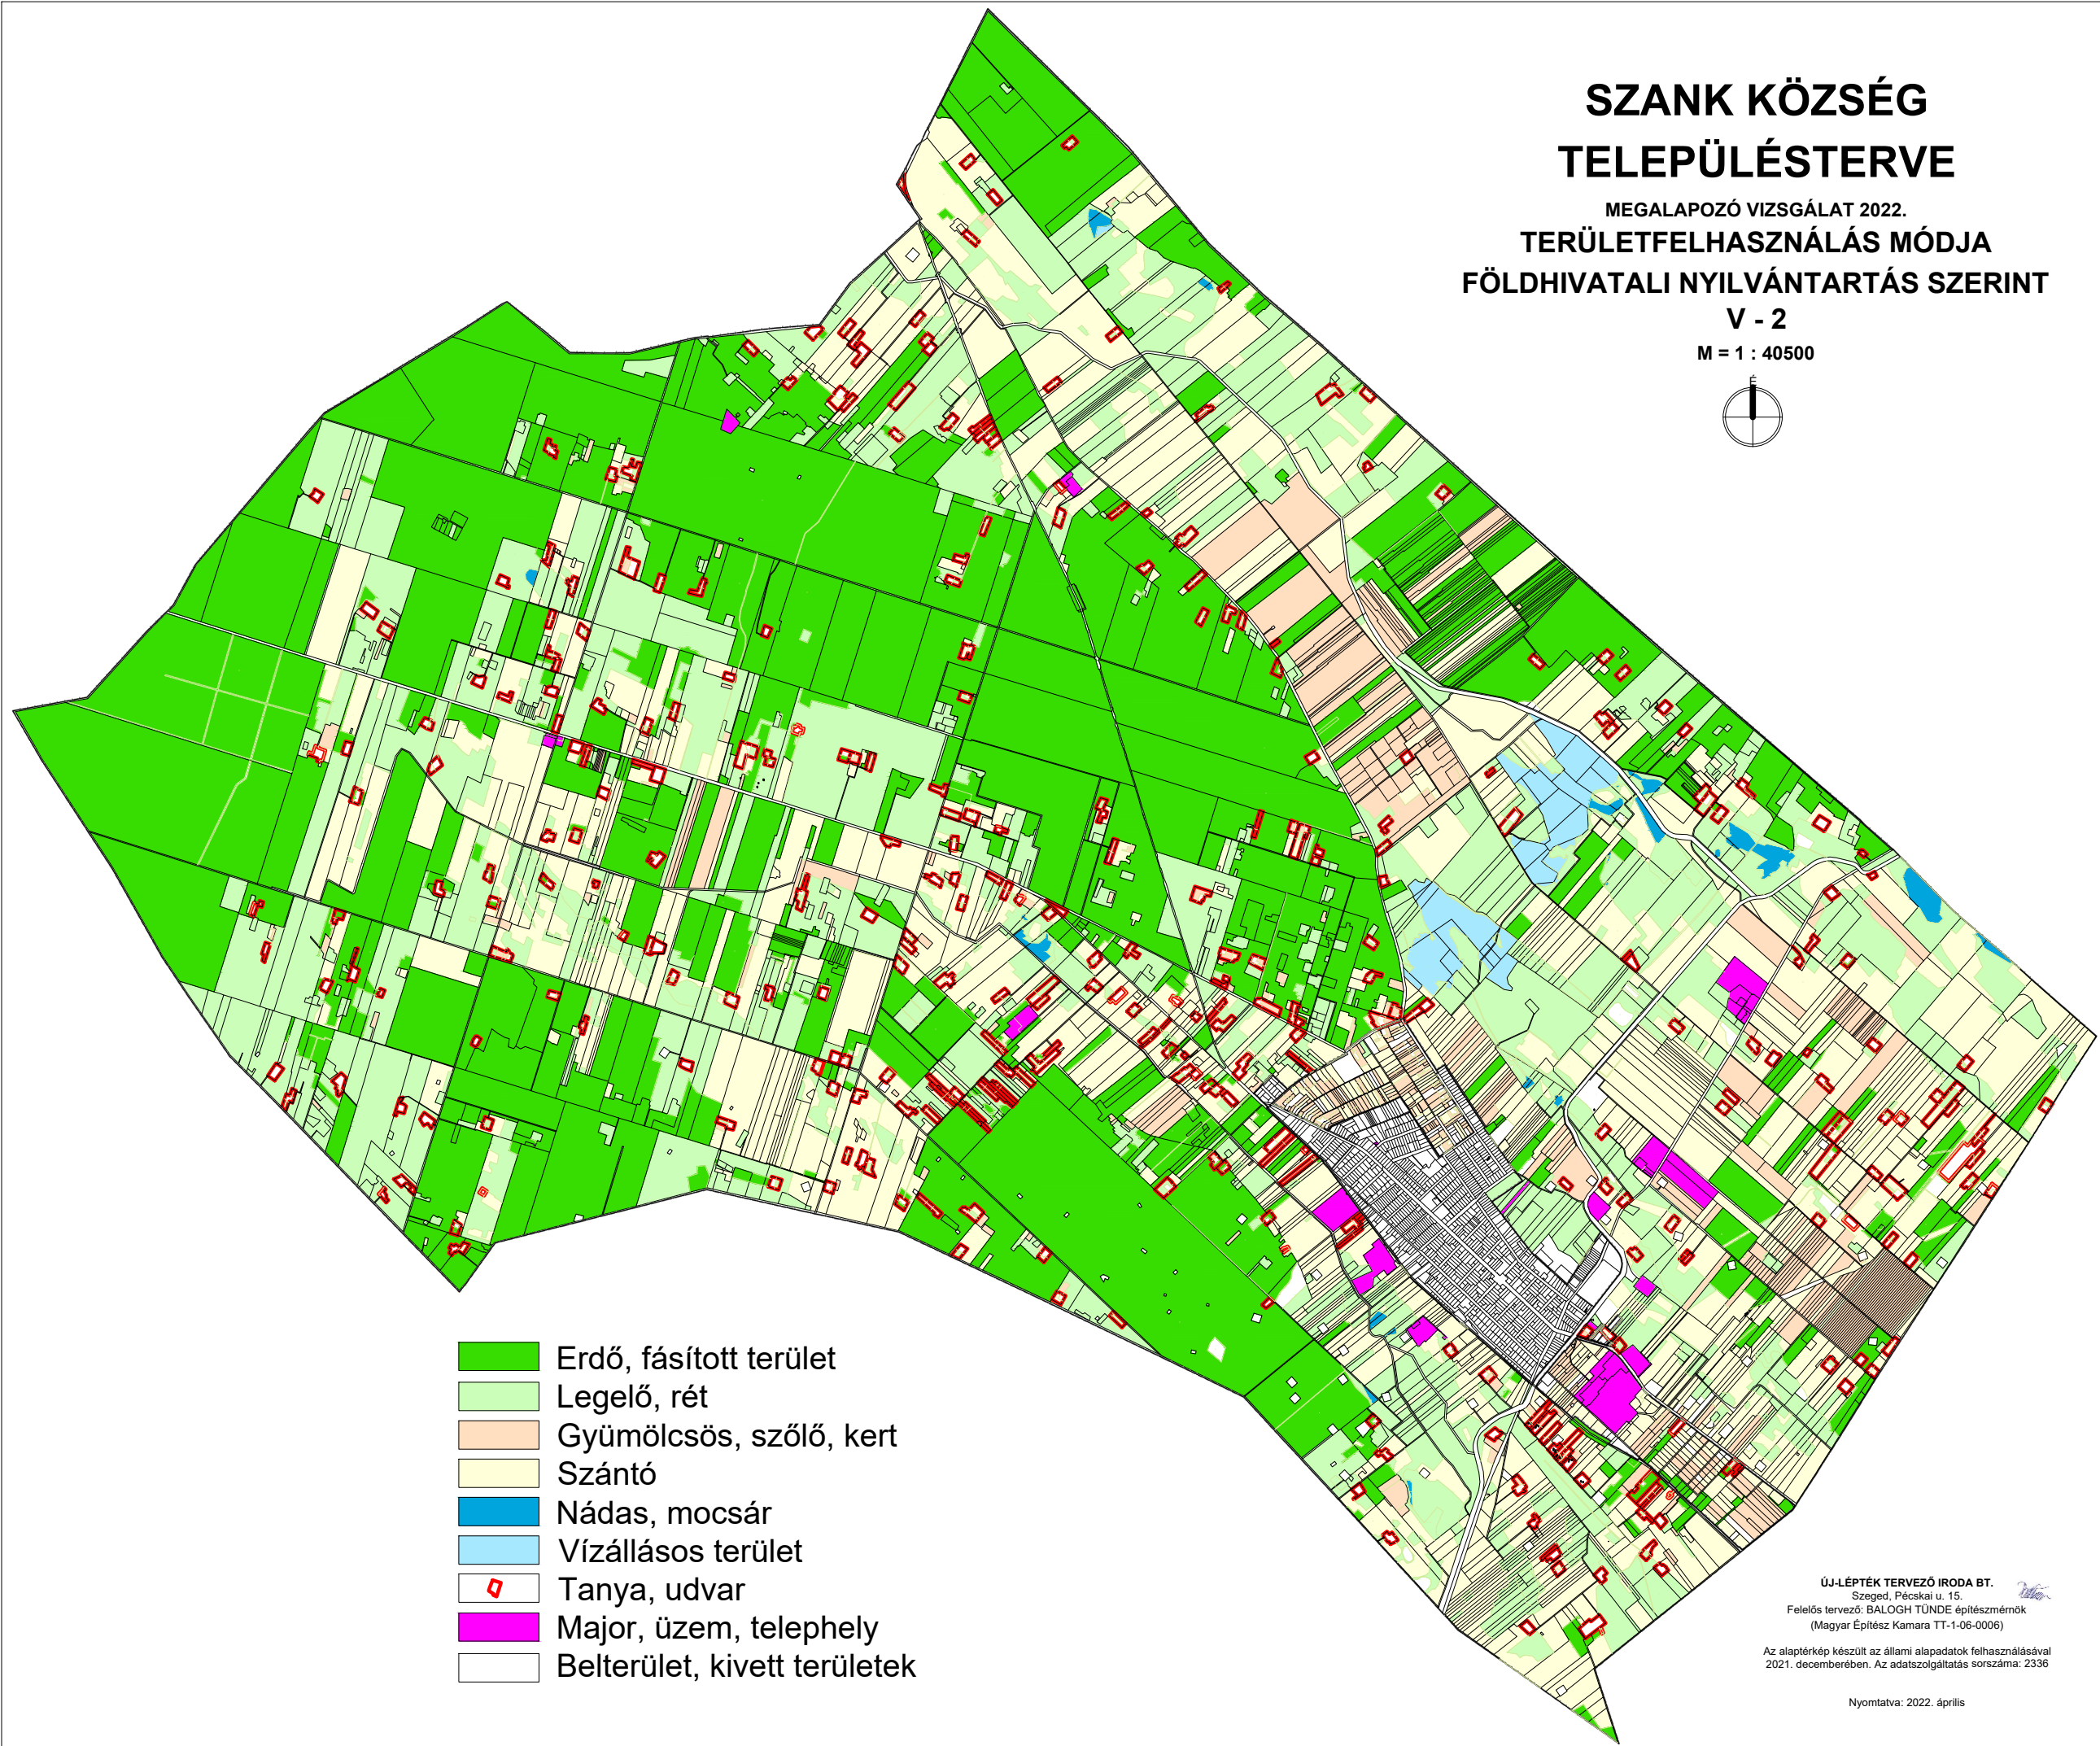 SZANK KÖZSÉG
TELEPÜLÉSTERVE
MEGALAPOZÓ VIZSGÁLAT 2022.
TERÜLETFELHASZNÁLÁS MÓDJA
FÖLDHIVATALI NYILVÁNTARTÁS SZERINT
V - 2
M = 1 : 40500
É
Erdő, fásított terület
Legelő, rét
Gyümölcsös, szőlő, kert
Szántó
Nádas, mocsár
Vízállásos terület
Tanya, udvar
Major, üzem, telephely
Belterület, kivett területek
ÚJ-LÉPTÉK TERVEZŐ IRODA BT.
Szeged, Pécskai u. 15.
Felelős tervező: BALOGH TÜNDE építészmérnök
(Magyar Építész Kamara TT-1-06-0006)
Az alaptérkép készült az állami alapadatok felhasználásával
2021. decemberében. Az adatszolgáltatás sorszáma: 2336
Nyomtatva: 2022. április